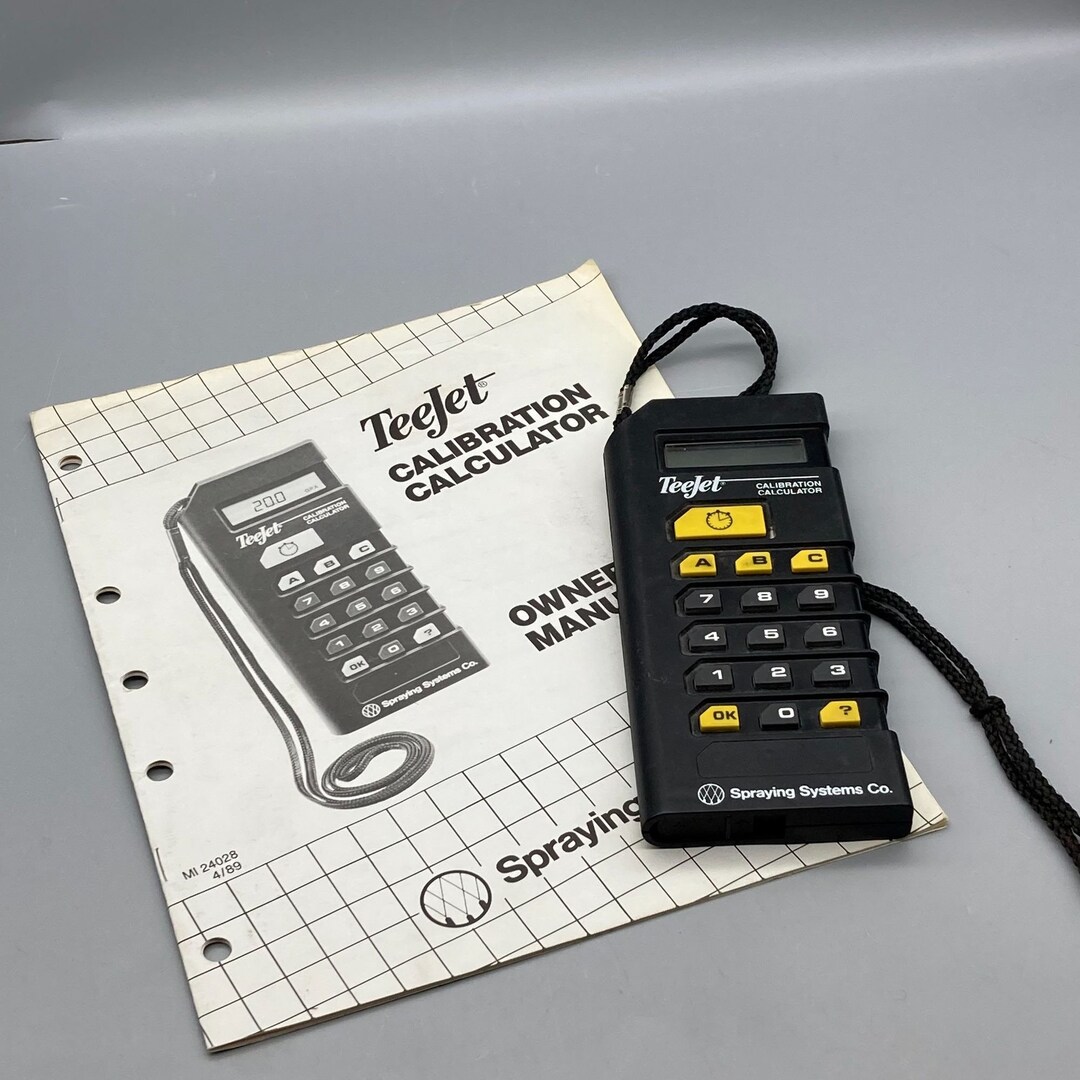 TeeJet®
CALIBRATION
CALCULATOR
20.0
GPA
TeeJet®
CALIBRATION
CALCULATOR
A B C
7 8 9
4 5 6
1 2 3
OK 0 ?
Spraying Systems Co.
OWNE
MANU
MI 24028
4/89
Spraying
TeeJet®
CALIBRATION
CALCULATOR
A B C
7 8 9
4 5 6
1 2 3
OK 0 ?
Spraying Systems Co.